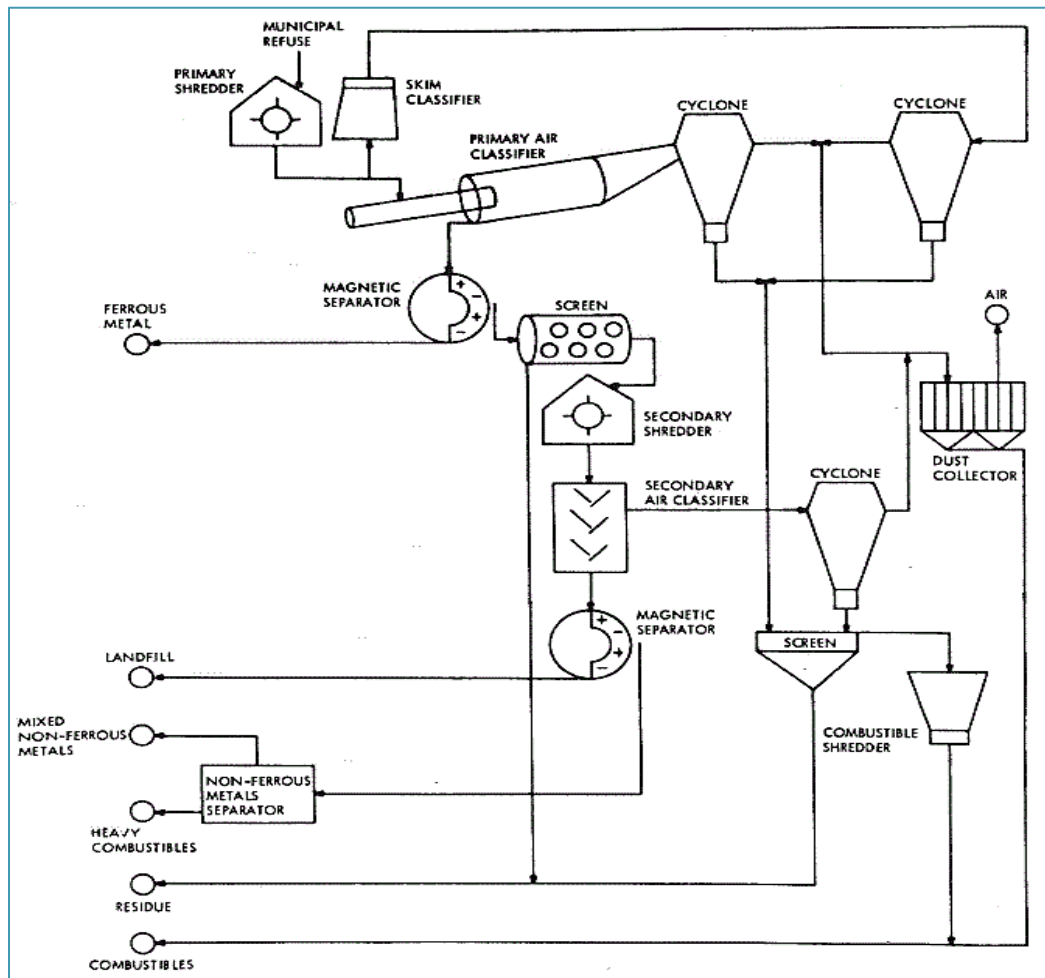 MUNICIPAL
REFUSE
PRIMARY
SHREDDER
SKIM
CLASSIFIER
PRIMARY AIR
CLASSIFIER
CYCLONE
CYCLONE
MAGNETIC
SEPARATOR
FERROUS
METAL
SCREEN
AIR
SECONDARY
SHREDDER
DUST
COLLECTOR
SECONDARY
AIR CLASSIFIER
CYCLONE
MAGNETIC
SEPARATOR
SCREEN
LANDFILL
MIXED
NON-FERROUS
METALS
NON-FERROUS
METALS
SEPARATOR
COMBUSTIBLE
SHREDDER
HEAVY
COMBUSTIBLES
RESIDUE
COMBUSTIBLES